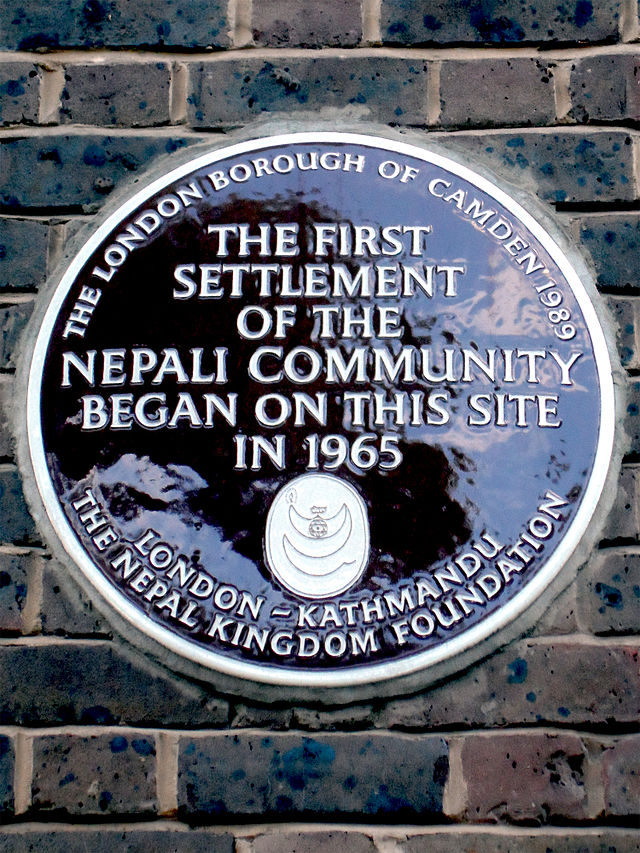 THE LONDON BOROUGH OF CAMDEN 1989
THE FIRST
SETTLEMENT
OF THE
NEPALI COMMUNITY
BEGAN ON THIS SITE
IN 1965
LONDON ~ KATHMANDU
THE NEPAL KINGDOM FOUNDATION